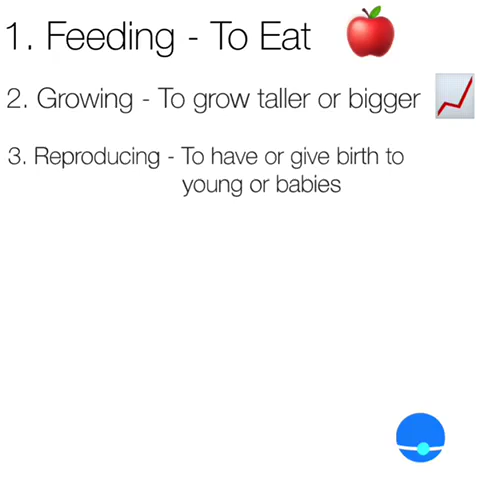 1. Feeding - To Eat
2. Growing - To grow taller or bigger
3. Reproducing - To have or give birth to
young or babies